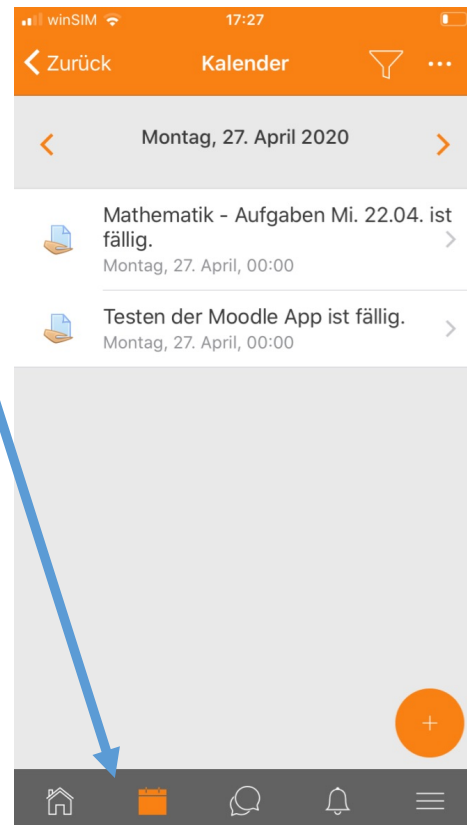 winSIM 17:27
Zurück Kalender
Montag, 27. April 2020
Mathematik - Aufgaben Mi. 22.04. ist
fällig.
Montag, 27. April, 00:00
Testen der Moodle App ist fällig.
Montag, 27. April, 00:00